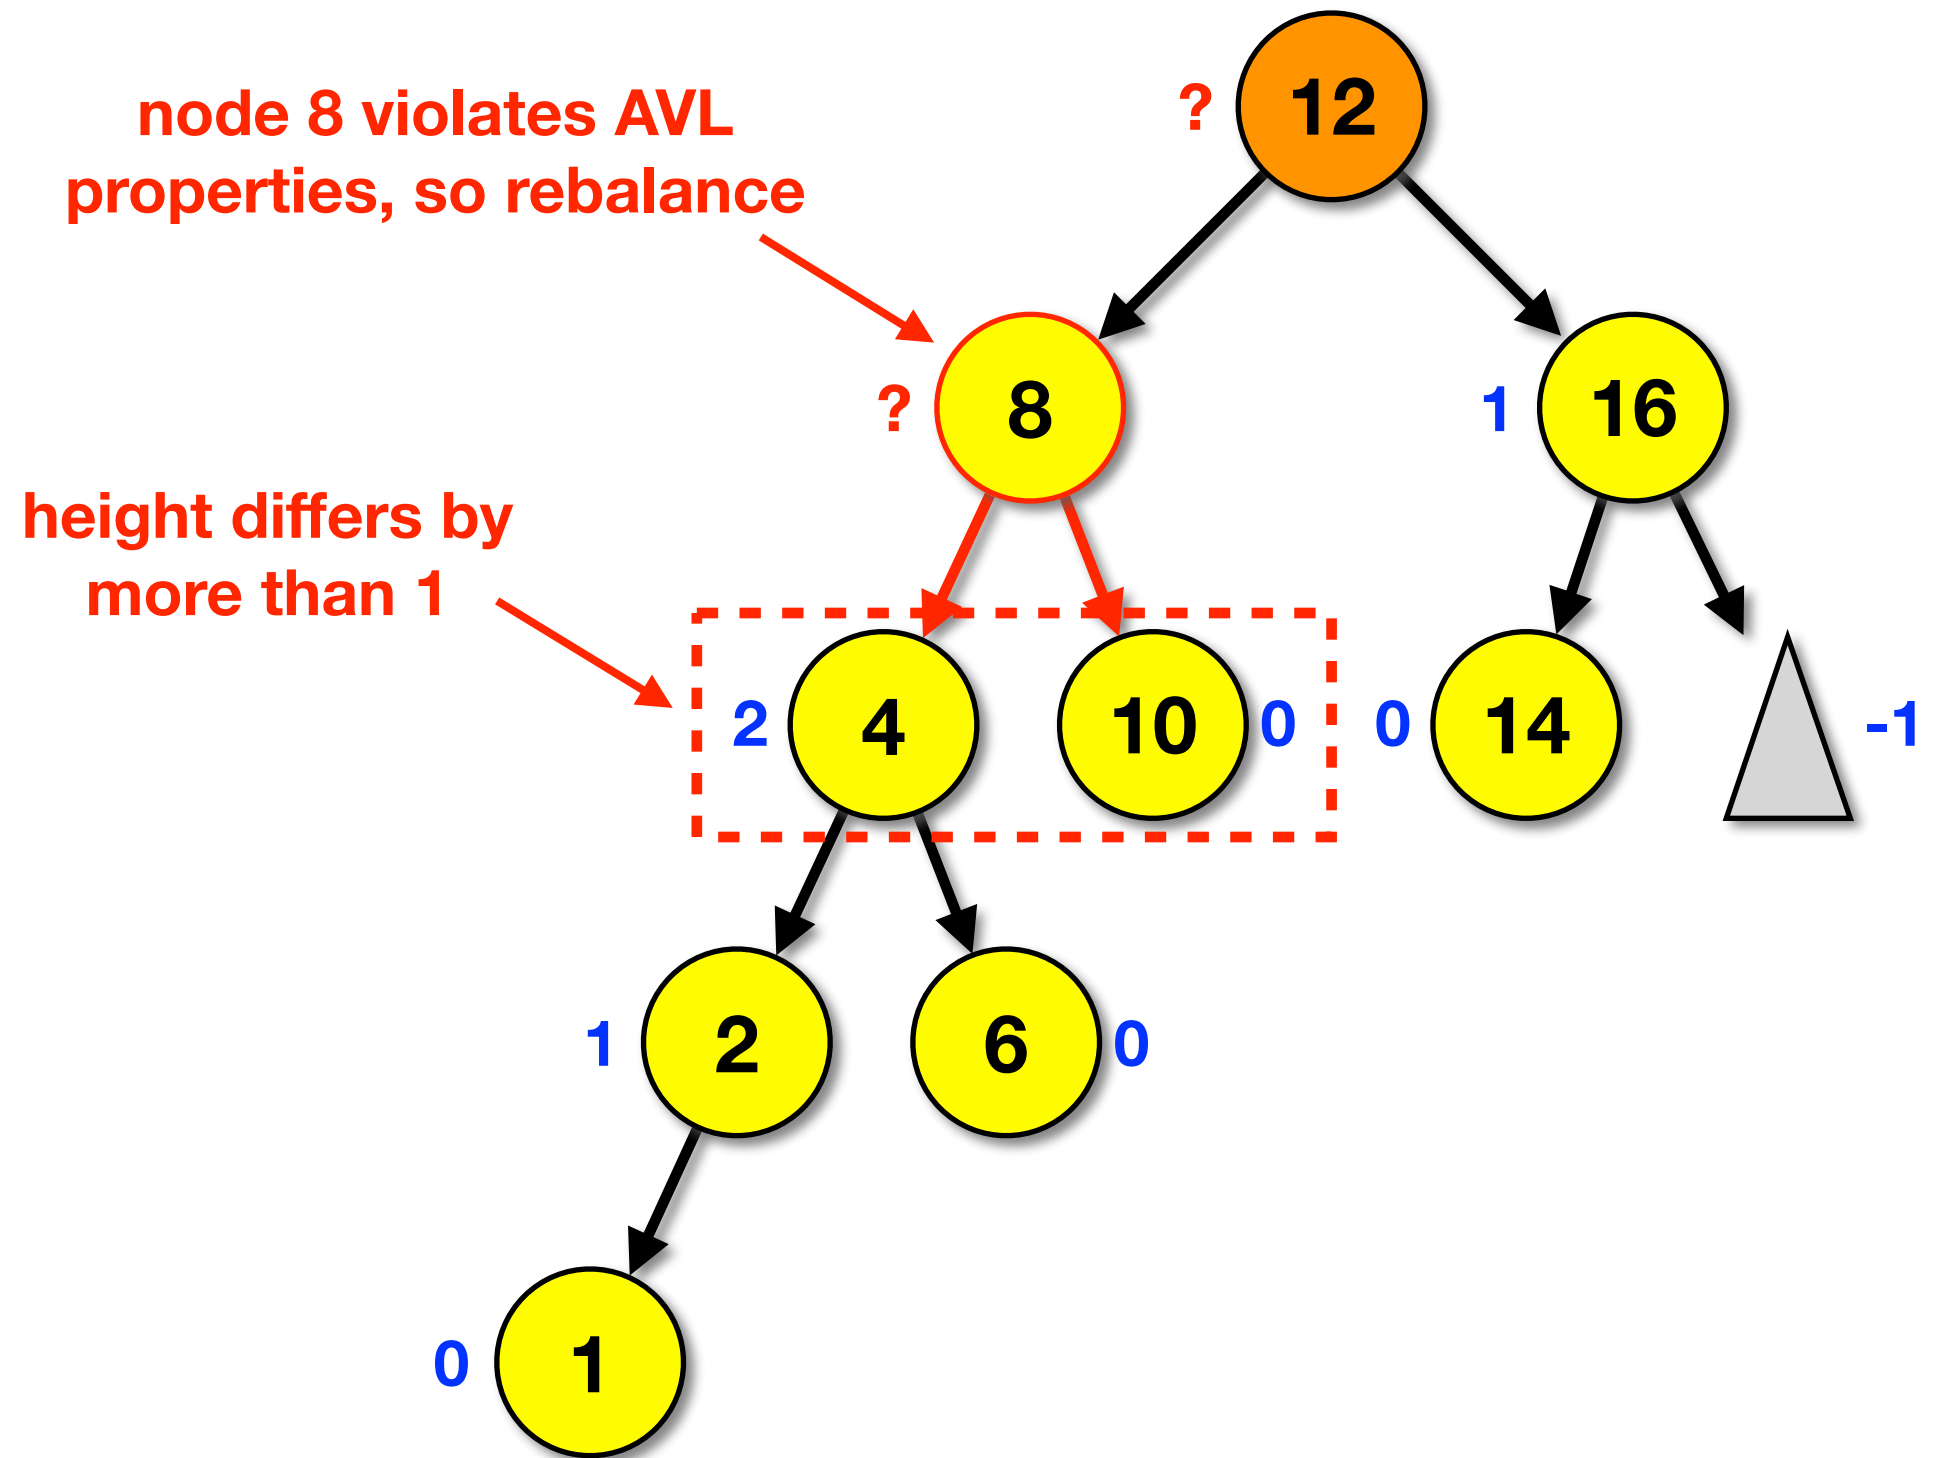 node 8 violates AVL
properties, so rebalance
? 12
? 8
1 16
height differs by
more than 1
2 4 10 0
0 14 -1
1 2 6 0
0 1